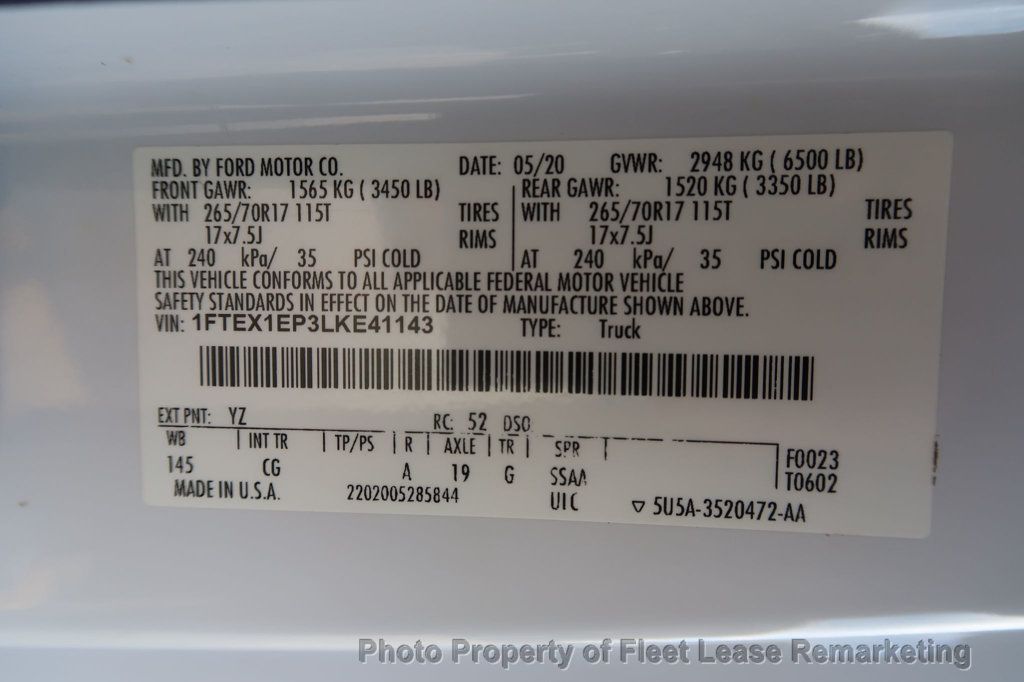 MFD. BY FORD MOTOR CO. DATE: 05/20 GVWR: 2948 KG ( 6500 LB)
FRONT GAWR: 1565 KG ( 3450 LB) REAR GAWR: 1520 KG ( 3350 LB)
WITH 265/70R17 115T TIRES WITH 265/70R17 115T TIRES
17x7.5J RIMS 17x7.5J RIMS
AT 240 kPa/ 35 PSI COLD AT 240 kPa/ 35 PSI COLD
THIS VEHICLE CONFORMS TO ALL APPLICABLE FEDERAL MOTOR VEHICLE
SAFETY STANDARDS IN EFFECT ON THE DATE OF MANUFACTURE SHOWN ABOVE.
VIN: 1FTEX1EP3LKE41143 TYPE: Truck
EXT PNT: YZ RC: 52 DSO
WB INT TR TP/PS R AXLE TR SPR F0023
145 CG A 19 G SSAA T0602
MADE IN U.S.A. 2202005285844 UIC ▽ 5U5A-3520472-AA
Photo Property of Fleet Lease Remarketing